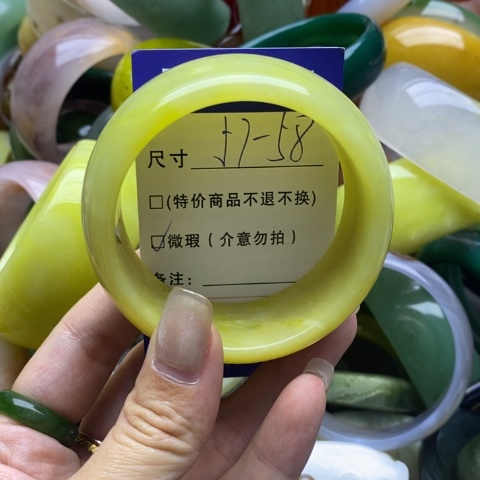 尺寸 57-58
□(特价商品不退不换)
☑微瑕(介意勿拍)
备注: